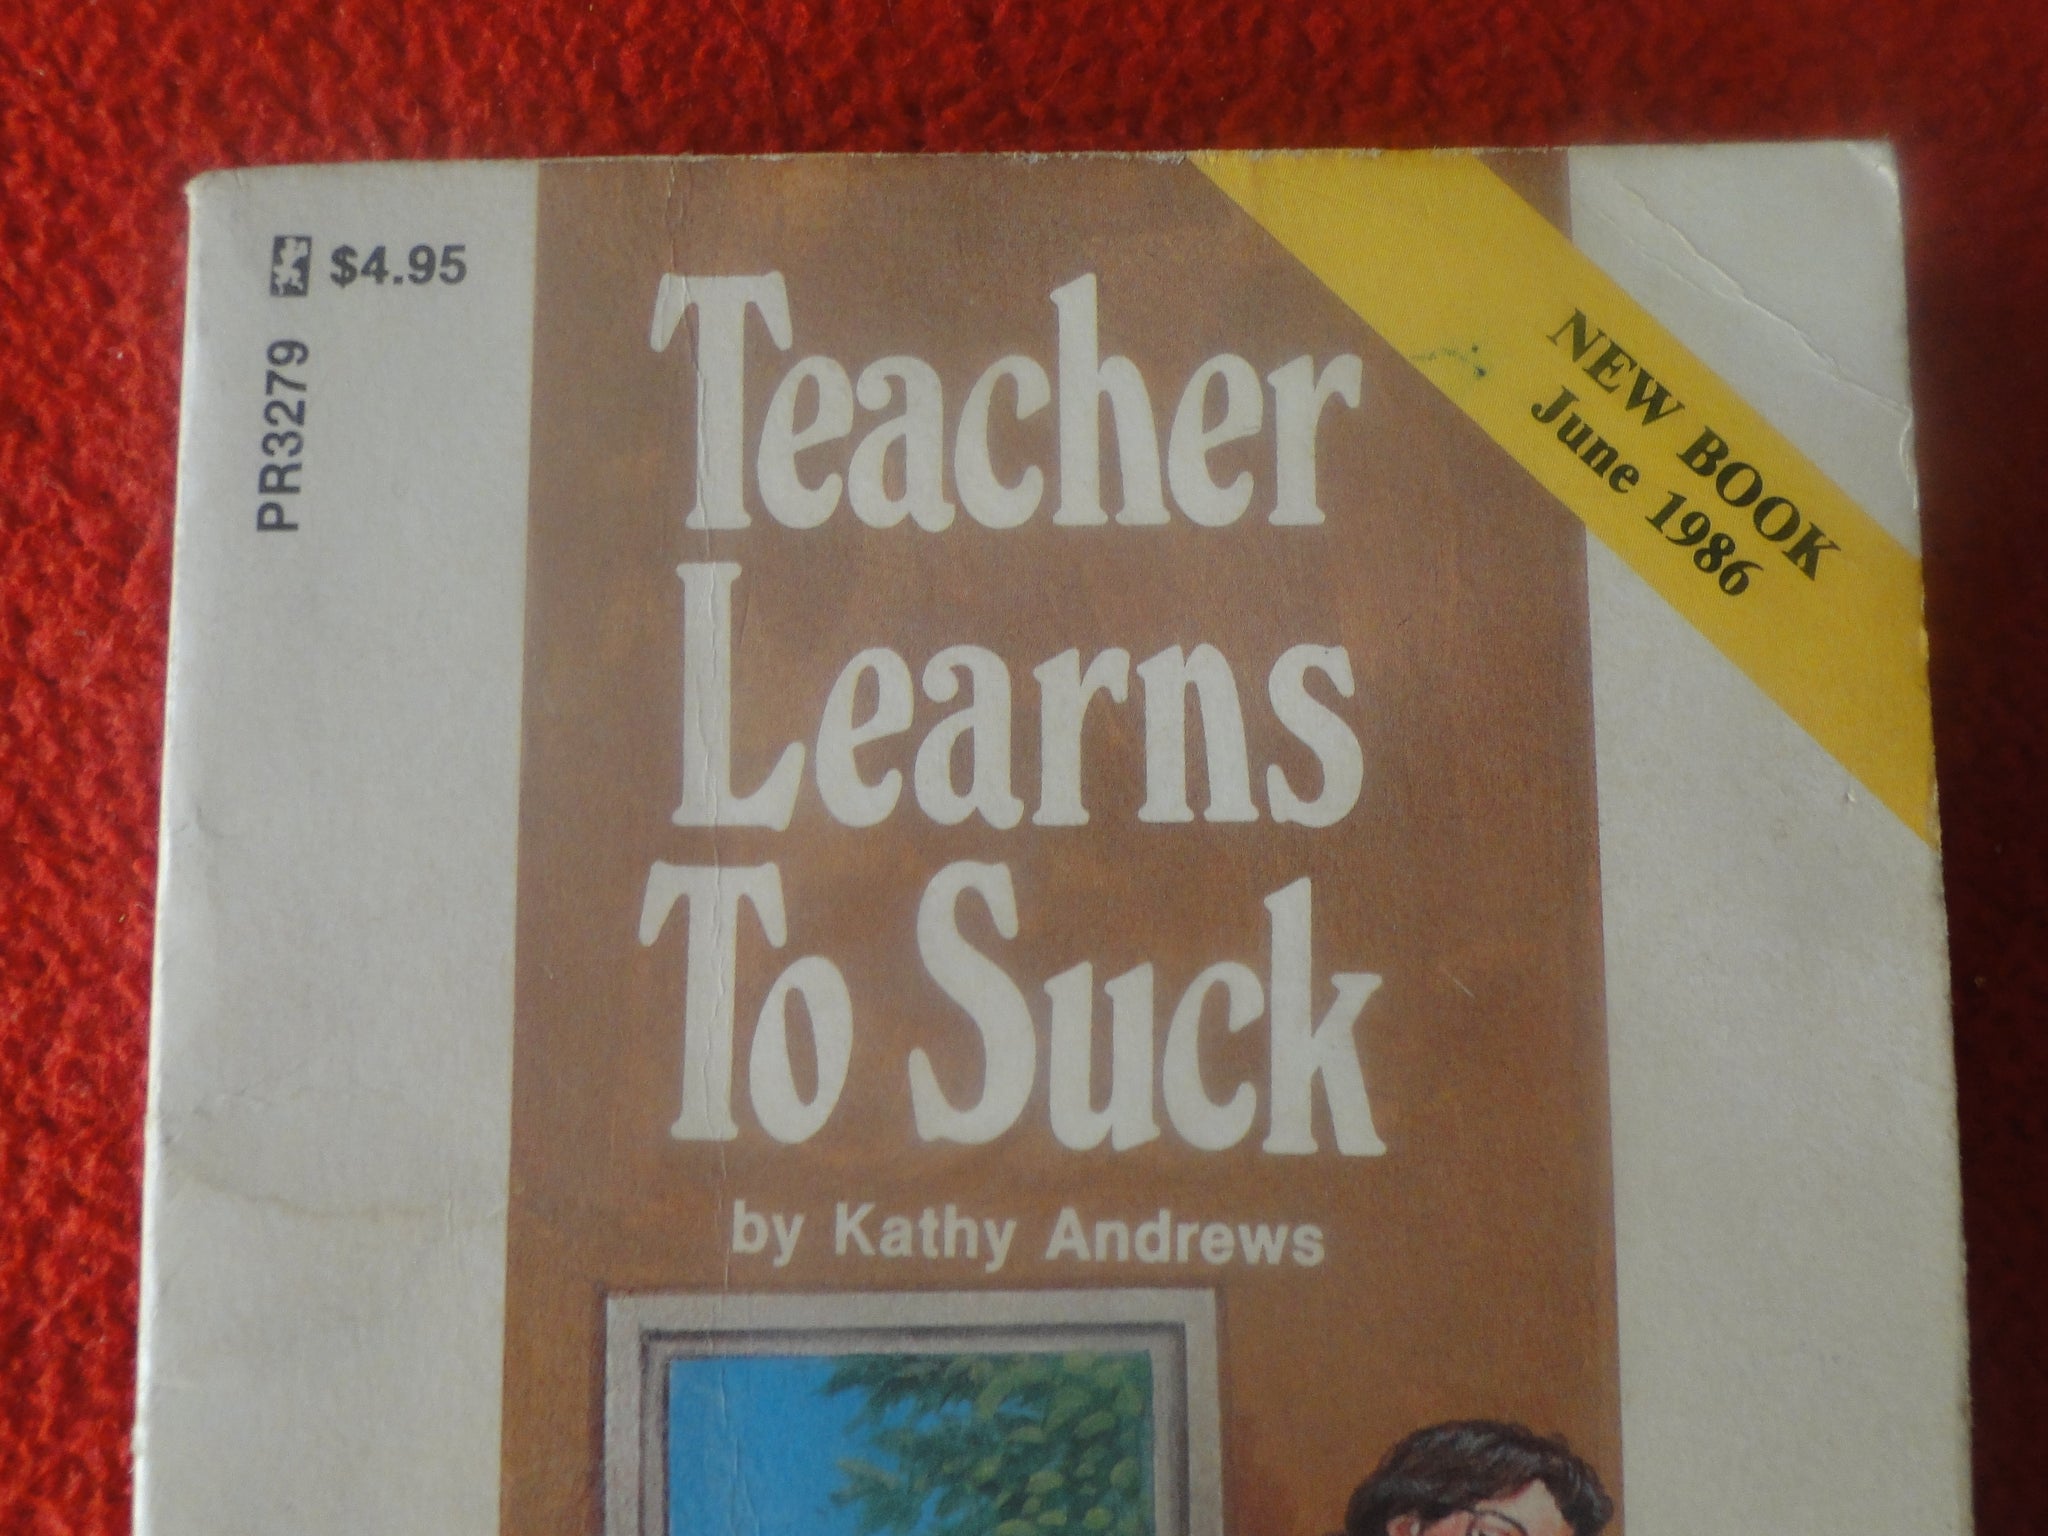 $4.95
PR3279
NEW BOOK
June 1986
Teacher
Learns
To Suck
by Kathy Andrews